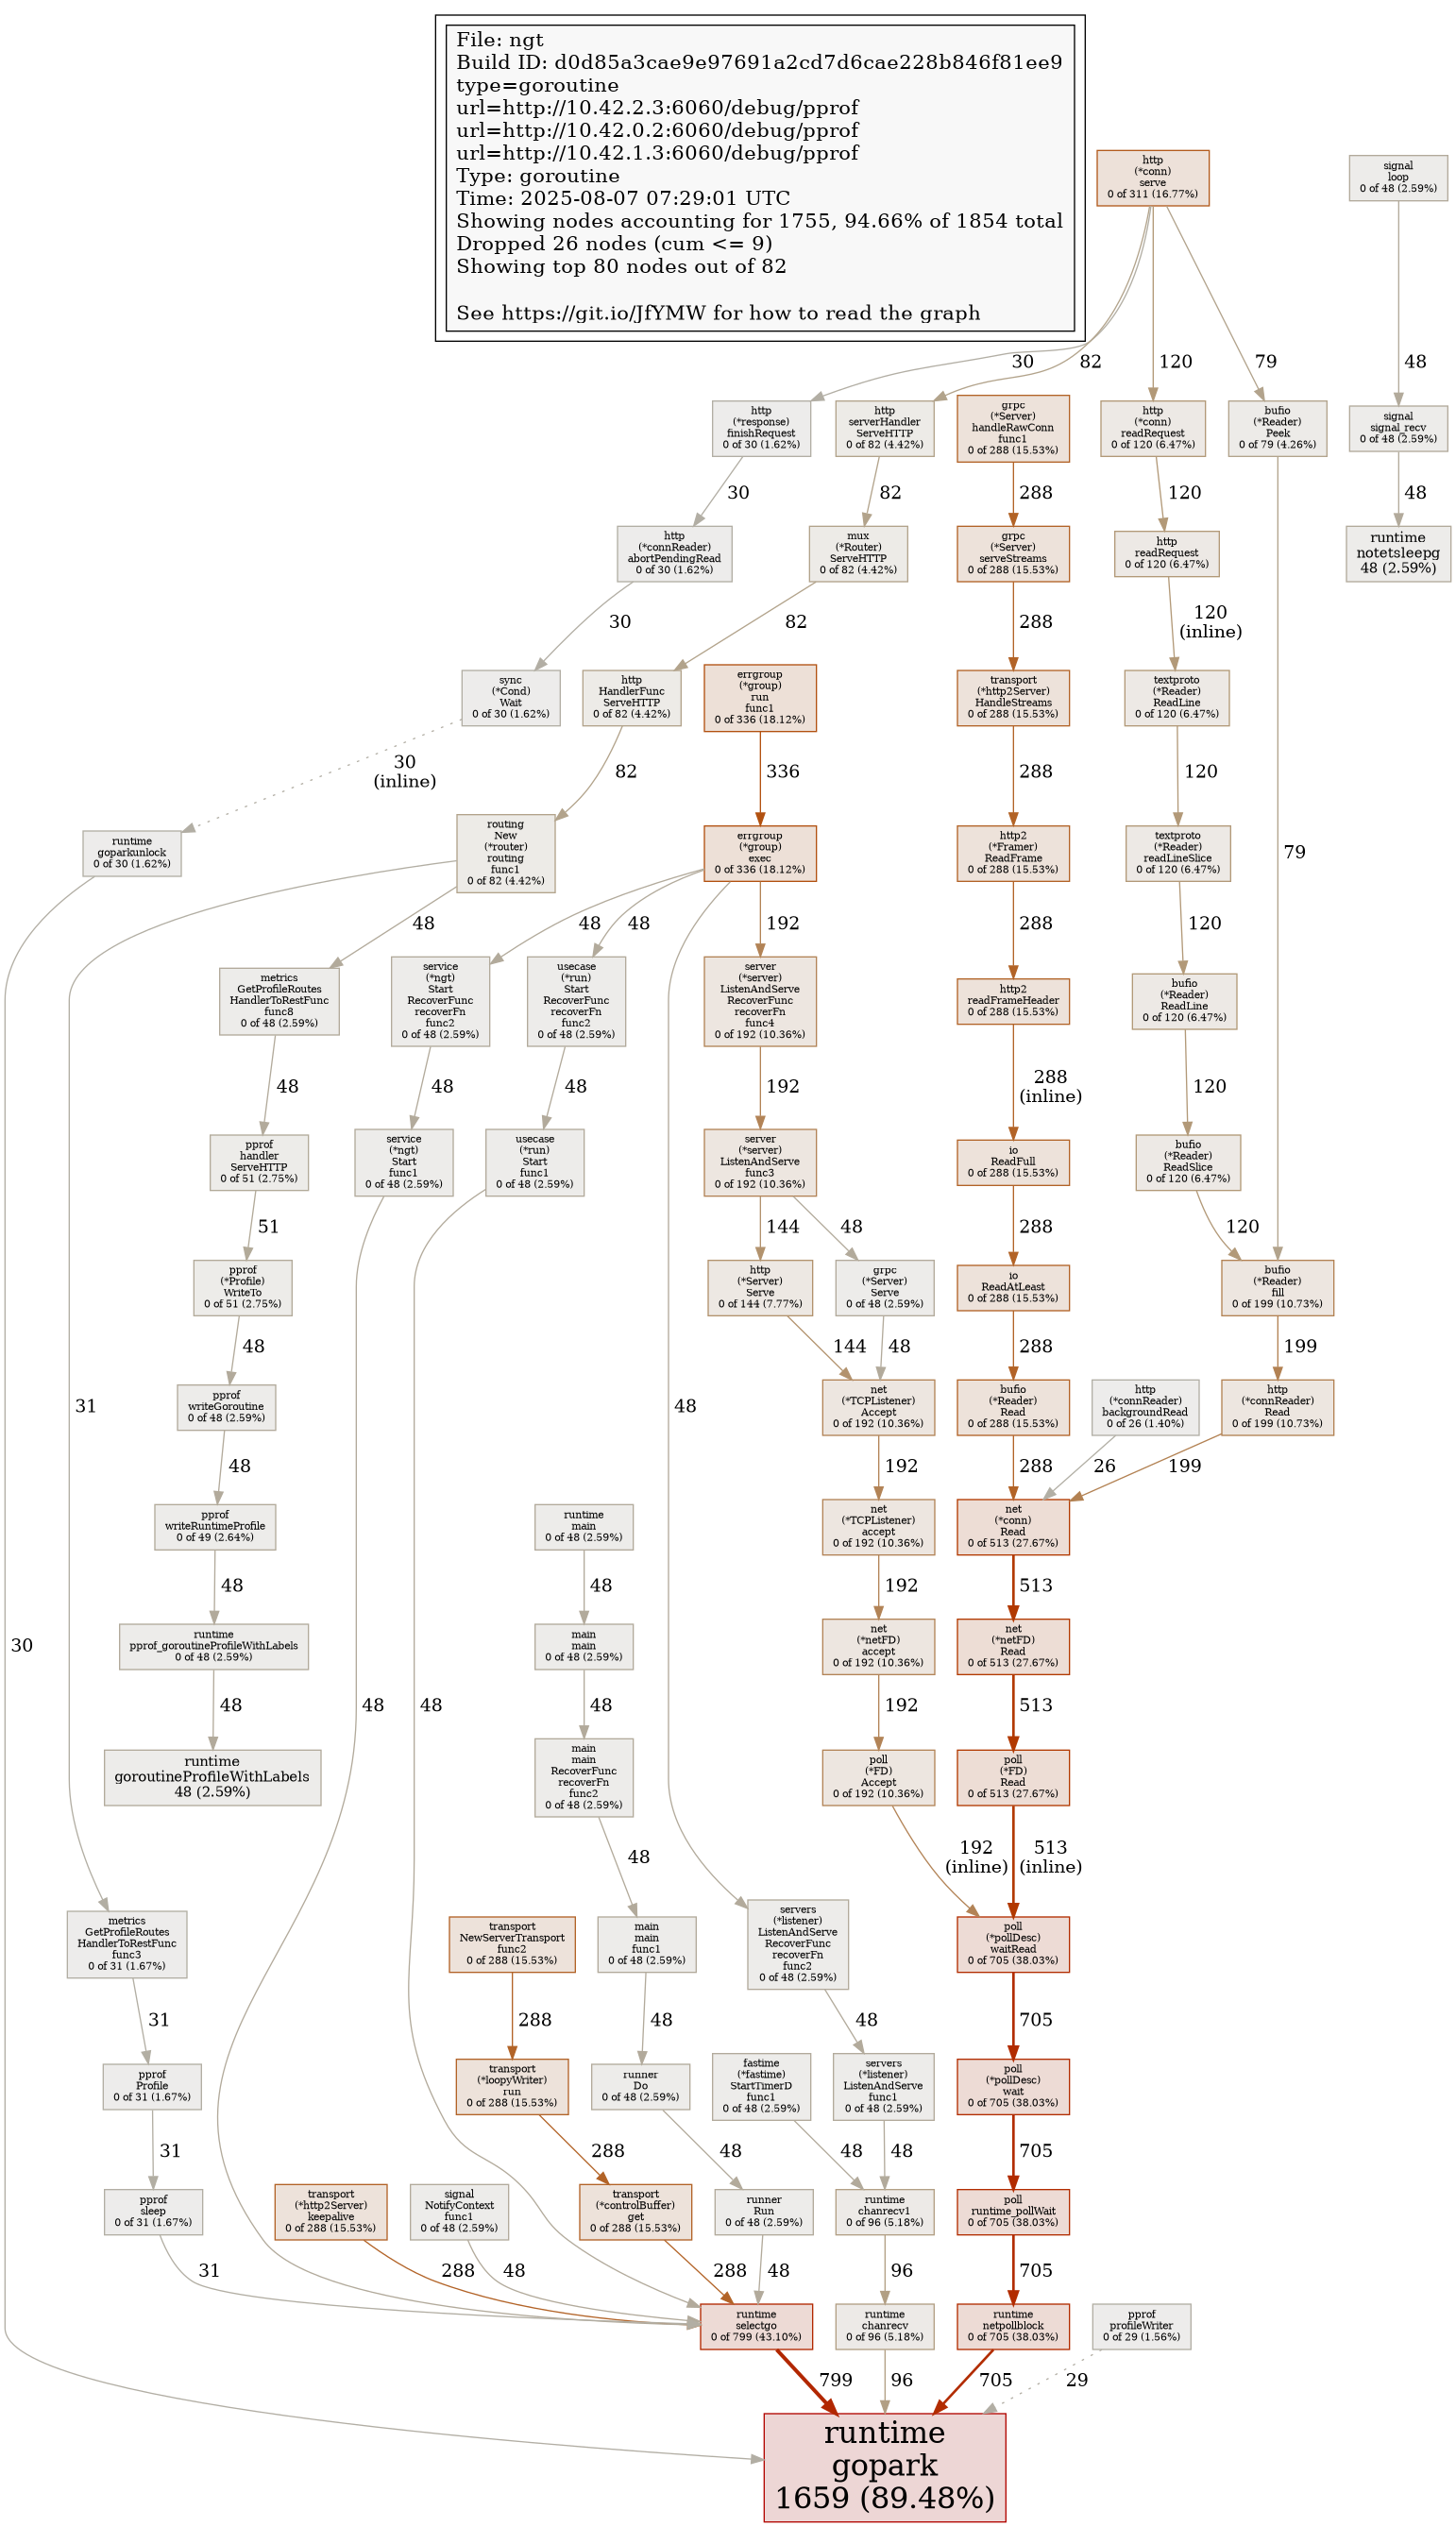 File: ngt
Build ID: d0d85a3cae9e97691a2cd7d6cae228b846f81ee9
type=goroutine
url=http://10.42.2.3:6060/debug/pprof
url=http://10.42.0.2:6060/debug/pprof
url=http://10.42.1.3:6060/debug/pprof
Type: goroutine
Time: 2025-08-07 07:29:01 UTC
Showing nodes accounting for 1755, 94.66% of 1854 total
Dropped 26 nodes (cum <= 9)
Showing top 80 nodes out of 82
See https://git.io/JfYMW for how to read the graph
http
(*conn)
serve
0 of 311 (16.77%)
signal
loop
0 of 48 (2.59%)
30
82
120
79
48
http
(*response)
finishRequest
0 of 30 (1.62%)
http
serverHandler
ServeHTTP
0 of 82 (4.42%)
grpc
(*Server)
handleRawConn
func1
0 of 288 (15.53%)
http
(*conn)
readRequest
0 of 120 (6.47%)
bufio
(*Reader)
Peek
0 of 79 (4.26%)
signal
signal_recv
0 of 48 (2.59%)
30
82
288
120
48
http
(*connReader)
abortPendingRead
0 of 30 (1.62%)
mux
(*Router)
ServeHTTP
0 of 82 (4.42%)
grpc
(*Server)
serveStreams
0 of 288 (15.53%)
http
readRequest
0 of 120 (6.47%)
runtime
notetsleepg
48 (2.59%)
30
82
288
120
(inline)
sync
(*Cond)
Wait
0 of 30 (1.62%)
http
HandlerFunc
ServeHTTP
0 of 82 (4.42%)
errgroup
(*group)
run
func1
0 of 336 (18.12%)
transport
(*http2Server)
HandleStreams
0 of 288 (15.53%)
textproto
(*Reader)
ReadLine
0 of 120 (6.47%)
30
(inline)
82
336
288
120
runtime
goparkunlock
0 of 30 (1.62%)
routing
New
(*router)
routing
func1
0 of 82 (4.42%)
errgroup
(*group)
exec
0 of 336 (18.12%)
http2
(*Framer)
ReadFrame
0 of 288 (15.53%)
textproto
(*Reader)
readLineSlice
0 of 120 (6.47%)
79
48
48
48
192
288
120
metrics
GetProfileRoutes
HandlerToRestFunc
func8
0 of 48 (2.59%)
service
(*ngt)
Start
RecoverFunc
recoverFn
func2
0 of 48 (2.59%)
usecase
(*run)
Start
RecoverFunc
recoverFn
func2
0 of 48 (2.59%)
server
(*server)
ListenAndServe
RecoverFunc
recoverFn
func4
0 of 192 (10.36%)
http2
readFrameHeader
0 of 288 (15.53%)
bufio
(*Reader)
ReadLine
0 of 120 (6.47%)
48
48
48
192
288
(inline)
120
pprof
handler
ServeHTTP
0 of 51 (2.75%)
service
(*ngt)
Start
func1
0 of 48 (2.59%)
usecase
(*run)
Start
func1
0 of 48 (2.59%)
server
(*server)
ListenAndServe
func3
0 of 192 (10.36%)
io
ReadFull
0 of 288 (15.53%)
bufio
(*Reader)
ReadSlice
0 of 120 (6.47%)
51
144
48
288
120
pprof
(*Profile)
WriteTo
0 of 51 (2.75%)
http
(*Server)
Serve
0 of 144 (7.77%)
grpc
(*Server)
Serve
0 of 48 (2.59%)
io
ReadAtLeast
0 of 288 (15.53%)
bufio
(*Reader)
fill
0 of 199 (10.73%)
48
144
48
288
199
31
48
pprof
writeGoroutine
0 of 48 (2.59%)
net
(*TCPListener)
Accept
0 of 192 (10.36%)
bufio
(*Reader)
Read
0 of 288 (15.53%)
http
(*connReader)
backgroundRead
0 of 26 (1.40%)
http
(*connReader)
Read
0 of 199 (10.73%)
48
192
288
26
199
pprof
writeRuntimeProfile
0 of 49 (2.64%)
runtime
main
0 of 48 (2.59%)
net
(*TCPListener)
accept
0 of 192 (10.36%)
net
(*conn)
Read
0 of 513 (27.67%)
48
48
192
513
30
runtime
pprof_goroutineProfileWithLabels
0 of 48 (2.59%)
main
main
0 of 48 (2.59%)
net
(*netFD)
accept
0 of 192 (10.36%)
net
(*netFD)
Read
0 of 513 (27.67%)
48
48
48
48
192
513
runtime
goroutineProfileWithLabels
48 (2.59%)
main
main
RecoverFunc
recoverFn
func2
0 of 48 (2.59%)
poll
(*FD)
Accept
0 of 192 (10.36%)
poll
(*FD)
Read
0 of 513 (27.67%)
48
192
(inline)
513
(inline)
metrics
GetProfileRoutes
HandlerToRestFunc
func3
0 of 31 (1.67%)
transport
NewServerTransport
func2
0 of 288 (15.53%)
main
main
func1
0 of 48 (2.59%)
servers
(*listener)
ListenAndServe
RecoverFunc
recoverFn
func2
0 of 48 (2.59%)
poll
(*pollDesc)
waitRead
0 of 705 (38.03%)
31
288
48
48
705
pprof
Profile
0 of 31 (1.67%)
transport
(*loopyWriter)
run
0 of 288 (15.53%)
runner
Do
0 of 48 (2.59%)
fastime
(*fastime)
StartTimerD
func1
0 of 48 (2.59%)
servers
(*listener)
ListenAndServe
func1
0 of 48 (2.59%)
poll
(*pollDesc)
wait
0 of 705 (38.03%)
31
288
48
48
48
705
pprof
sleep
0 of 31 (1.67%)
transport
(*http2Server)
keepalive
0 of 288 (15.53%)
signal
NotifyContext
func1
0 of 48 (2.59%)
transport
(*controlBuffer)
get
0 of 288 (15.53%)
runner
Run
0 of 48 (2.59%)
runtime
chanrecv1
0 of 96 (5.18%)
poll
runtime_pollWait
0 of 705 (38.03%)
31
288
48
288
48
96
705
runtime
selectgo
0 of 799 (43.10%)
runtime
chanrecv
0 of 96 (5.18%)
runtime
netpollblock
0 of 705 (38.03%)
pprof
profileWriter
0 of 29 (1.56%)
799
96
705
29
runtime
gopark
1659 (89.48%)